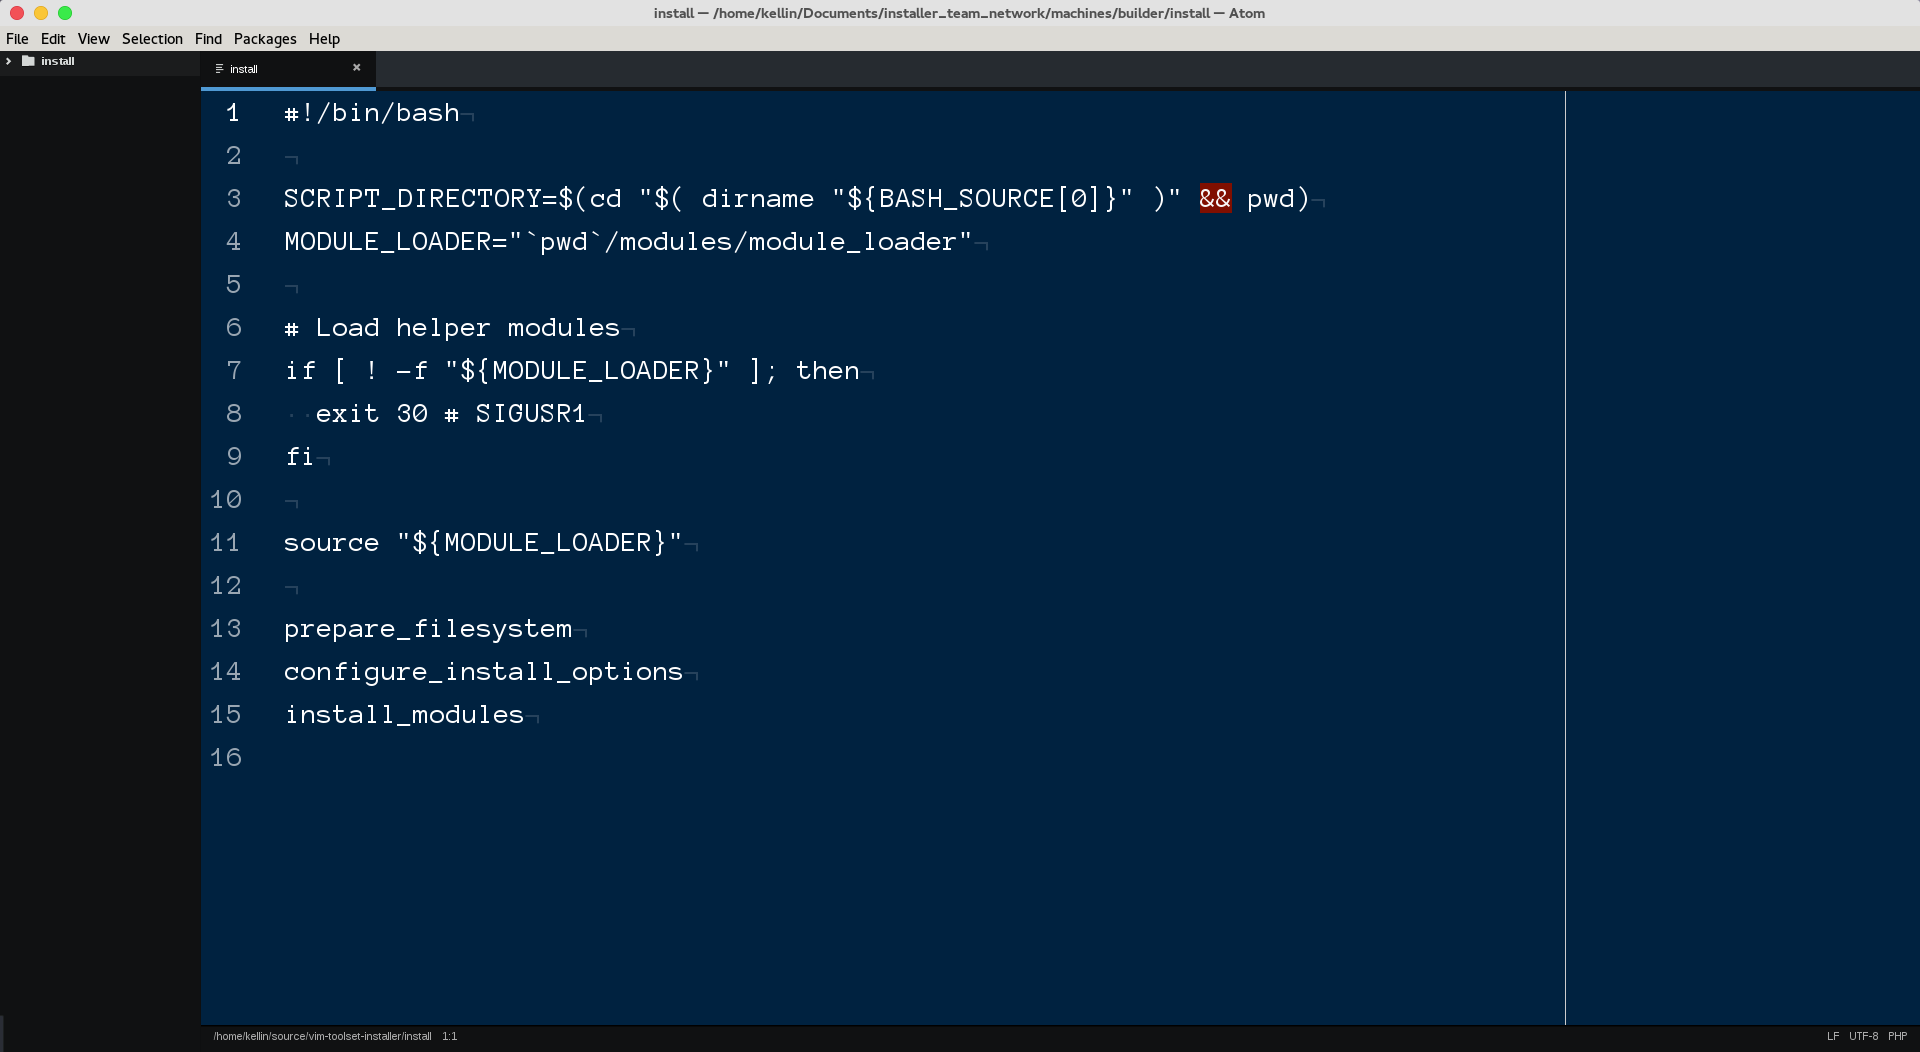 install — /home/kellin/Documents/installer_team_network/machines/builder/install — Atom
File Edit View Selection Find Packages Help
install
install ×
1 #!/bin/bash¬
2 ¬
3 SCRIPT_DIRECTORY=$(cd "$( dirname "${BASH_SOURCE[0]}" )" && pwd)¬
4 MODULE_LOADER="`pwd`/modules/module_loader"¬
5 ¬
6 # Load helper modules¬
7 if [ ! -f "${MODULE_LOADER}" ]; then¬
8 ··exit 30 # SIGUSR1¬
9 fi¬
10 ¬
11 source "${MODULE_LOADER}"¬
12 ¬
13 prepare_filesystem¬
14 configure_install_options¬
15 install_modules¬
16
/home/kellin/source/vim-toolset-installer/install 1:1 LF UTF-8 PHP